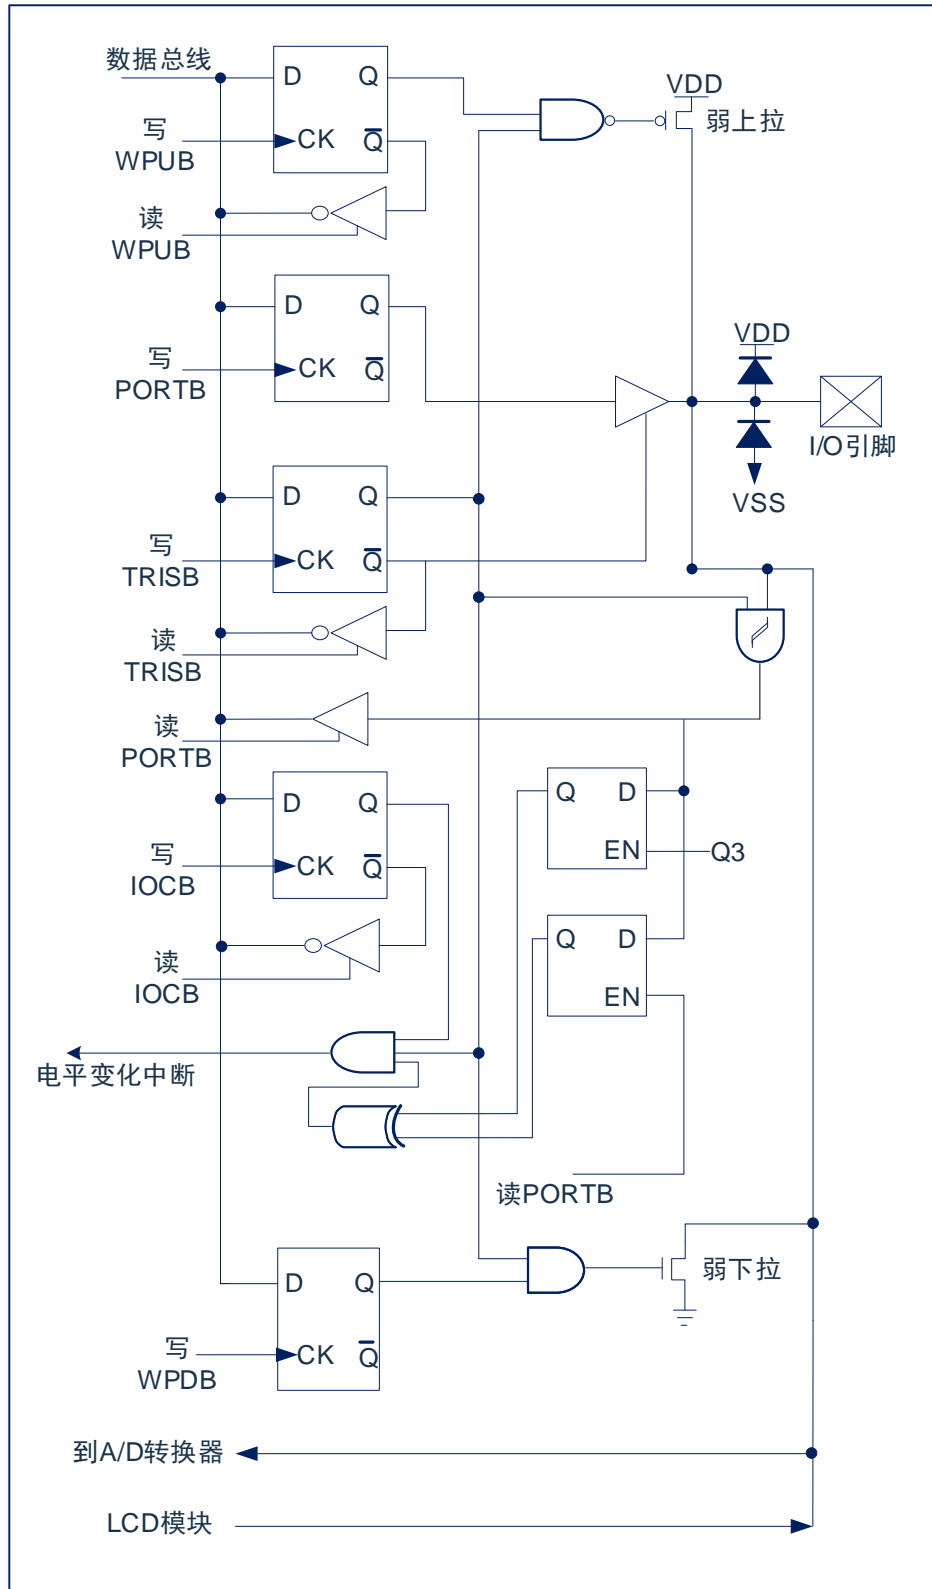 数据总线
D
Q
写
WPUB
CK
Q
VDD
弱上拉
读
WPUB
D
Q
写
PORTB
CK
Q
VDD
I/O引脚
VSS
D
Q
写
TRISB
CK
Q
读
TRISB
读
PORTB
D
Q
写
IOCB
CK
Q
Q
D
EN
Q3
读
IOCB
Q
D
EN
电平变化中断
读PORTB
D
Q
弱下拉
写
WPDB
CK
Q
到A/D转换器
LCD模块